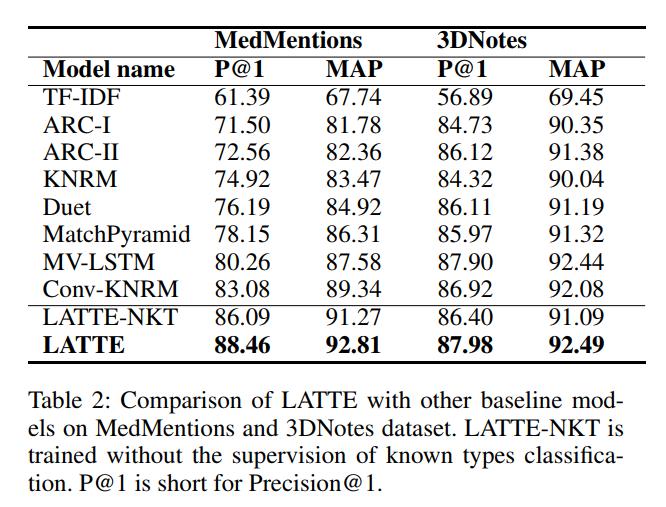 MedMentions 3DNotes
Model name P@1 MAP P@1 MAP
TF-IDF 61.39 67.74 56.89 69.45
ARC-I 71.50 81.78 84.73 90.35
ARC-II 72.56 82.36 86.12 91.38
KNRM 74.92 83.47 84.32 90.04
Duet 76.19 84.92 86.11 91.19
MatchPyramid 78.15 86.31 85.97 91.32
MV-LSTM 80.26 87.58 87.90 92.44
Conv-KNRM 83.08 89.34 86.92 92.08
LATTE-NKT 86.09 91.27 86.40 91.09
LATTE 88.46 92.81 87.98 92.49
Table 2: Comparison of LATTE with other baseline mod-
els on MedMentions and 3DNotes dataset. LATTE-NKT is
trained without the supervision of known types classifica-
tion. P@1 is short for Precision@1.